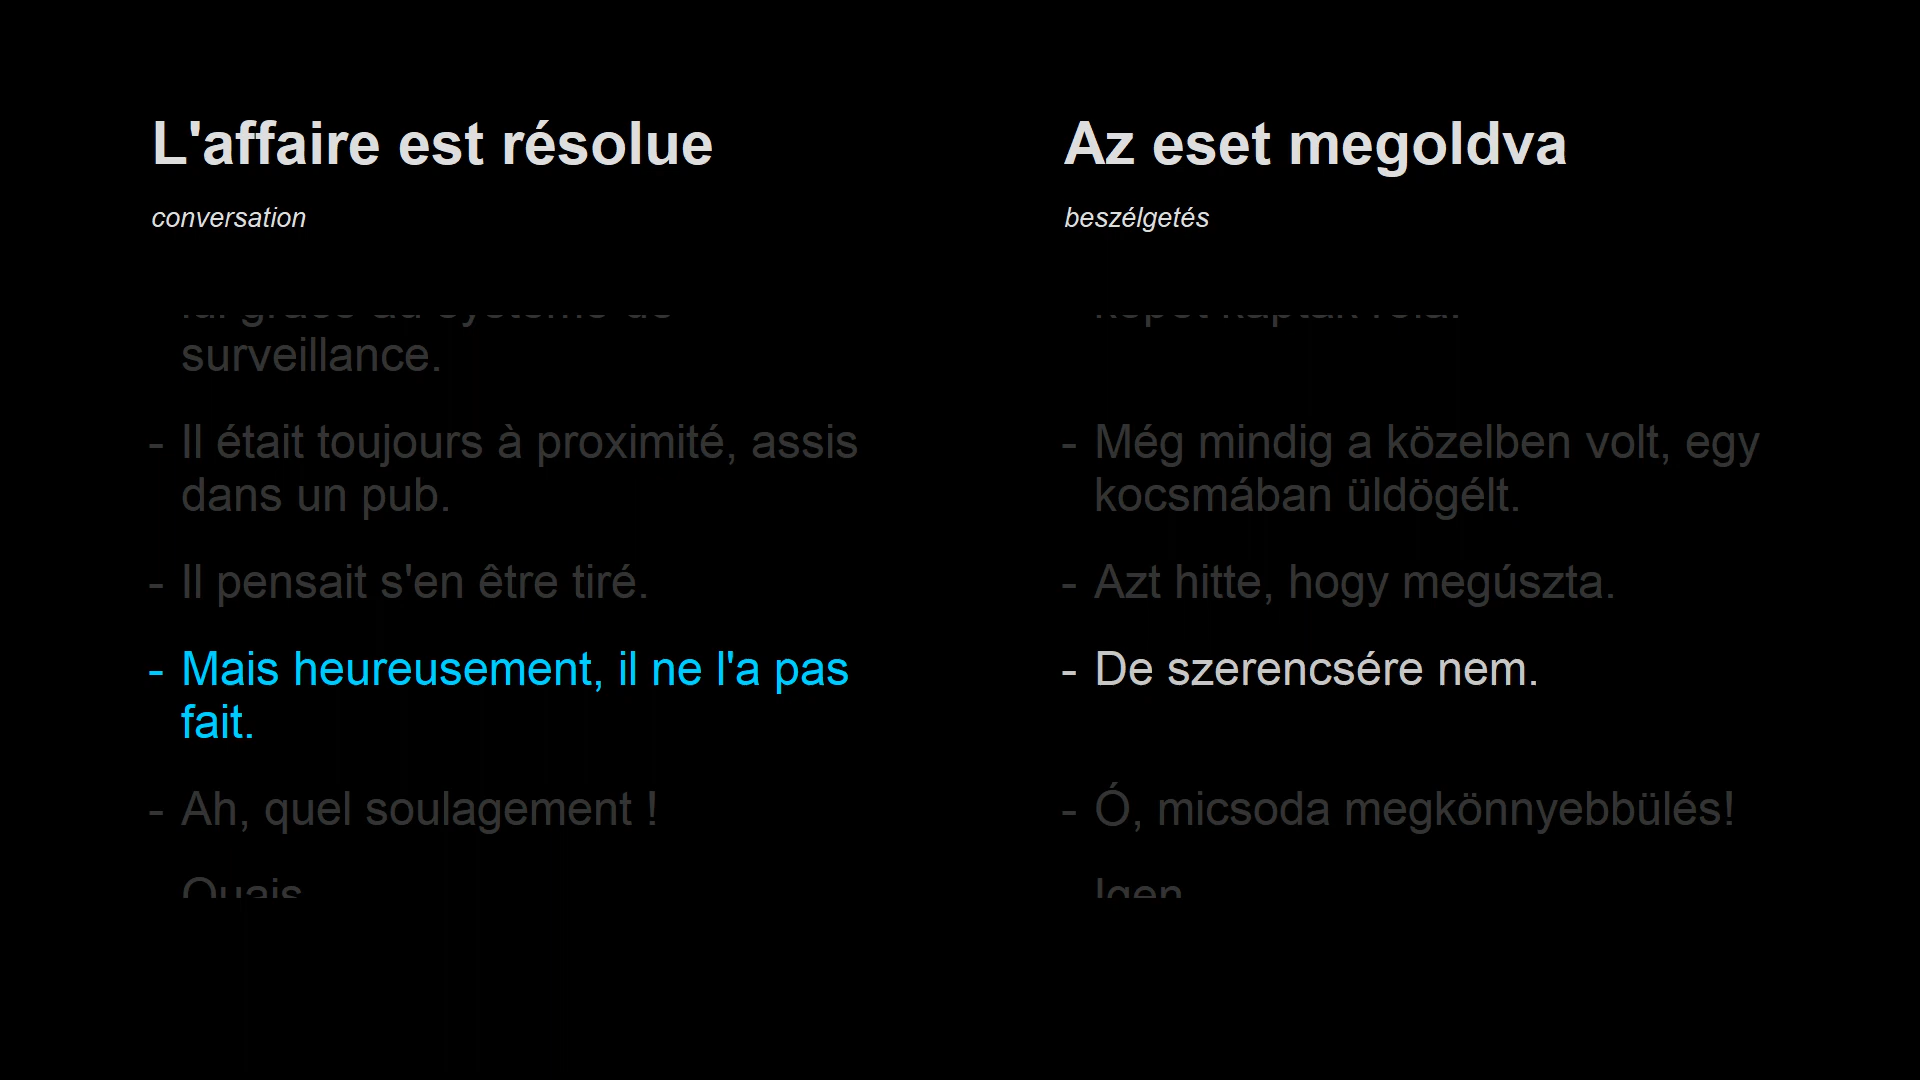 L'affaire est résolue
conversation
surveillance.
- Il était toujours à proximité, assis
dans un pub.
- Il pensait s'en être tiré.
- Mais heureusement, il ne l'a pas
fait.
- Ah, quel soulagement !
Ouais
Az eset megoldva
beszélgetés
- Még mindig a közelben volt, egy
kocsmában üldögélt.
- Azt hitte, hogy megúszta.
- De szerencsére nem.
- Ó, micsoda megkönnyebbülés!
Igen